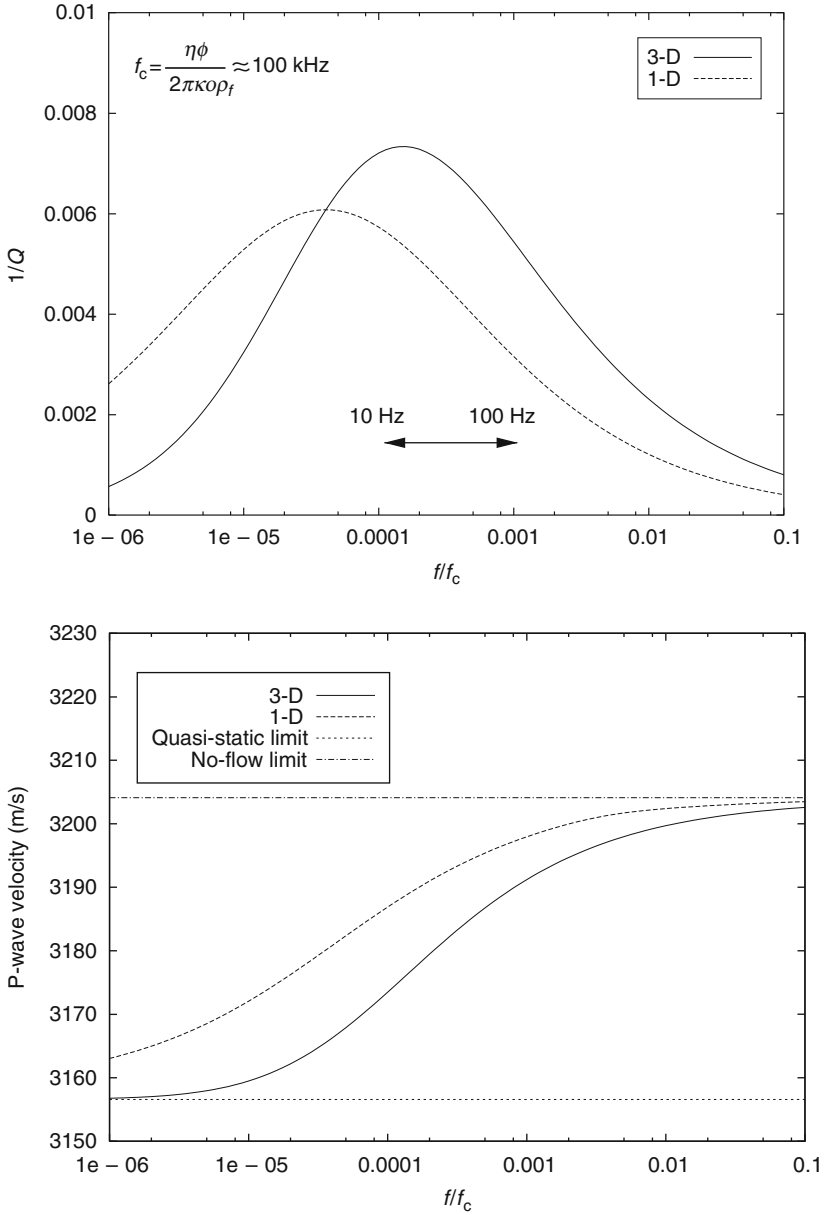 0.01
0.008
0.006
0.004
0.002
0
1/Q
f_c = ηϕ / 2πκoρ_f ≈ 100 kHz
3-D
1-D
10 Hz 100 Hz
1e − 06 1e − 05 0.0001 0.001 0.01 0.1
f/f_c
3230
3220
3210
3200
3190
3180
3170
3160
3150
P-wave velocity (m/s)
3-D
1-D
Quasi-static limit
No-flow limit
1e − 06 1e − 05 0.0001 0.001 0.01 0.1
f/f_c